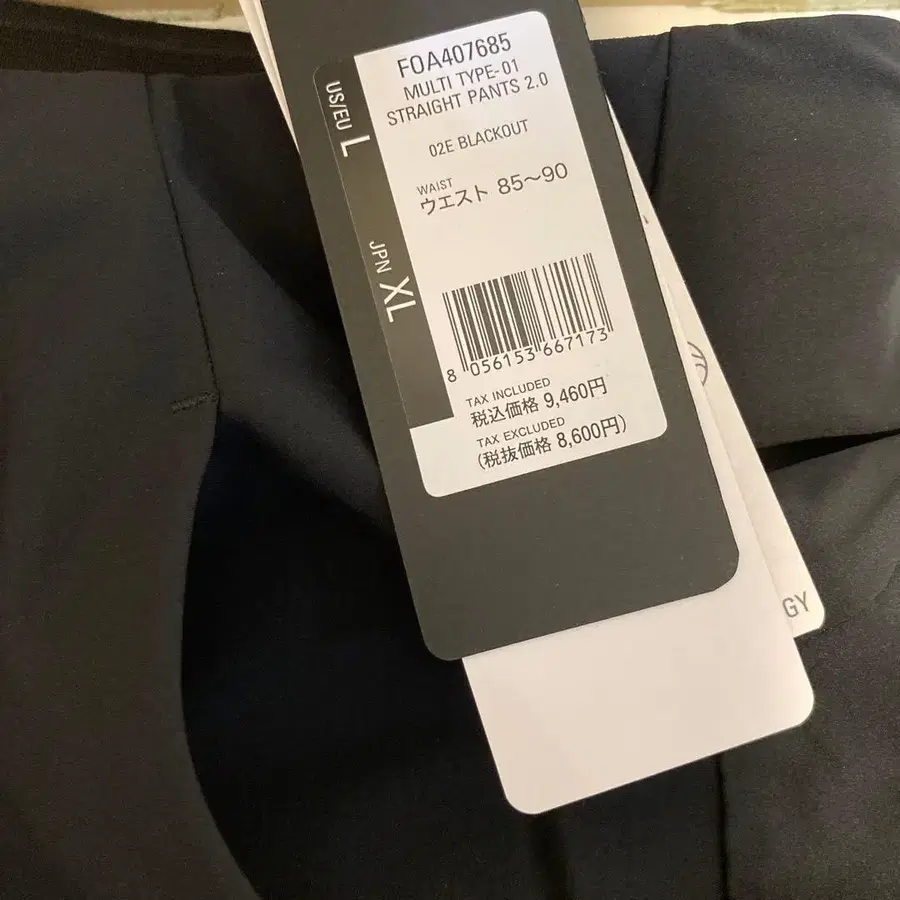 FOA407685
MULTI TYPE-01
STRAIGHT PANTS 2.0
02E BLACKOUT
US/EU L
WAIST
ウエスト 85～90
JPN XL
8 056153 667173
TAX INCLUDED
税込価格 9,460円
TAX EXCLUDED
(税抜価格 8,600円)
GY